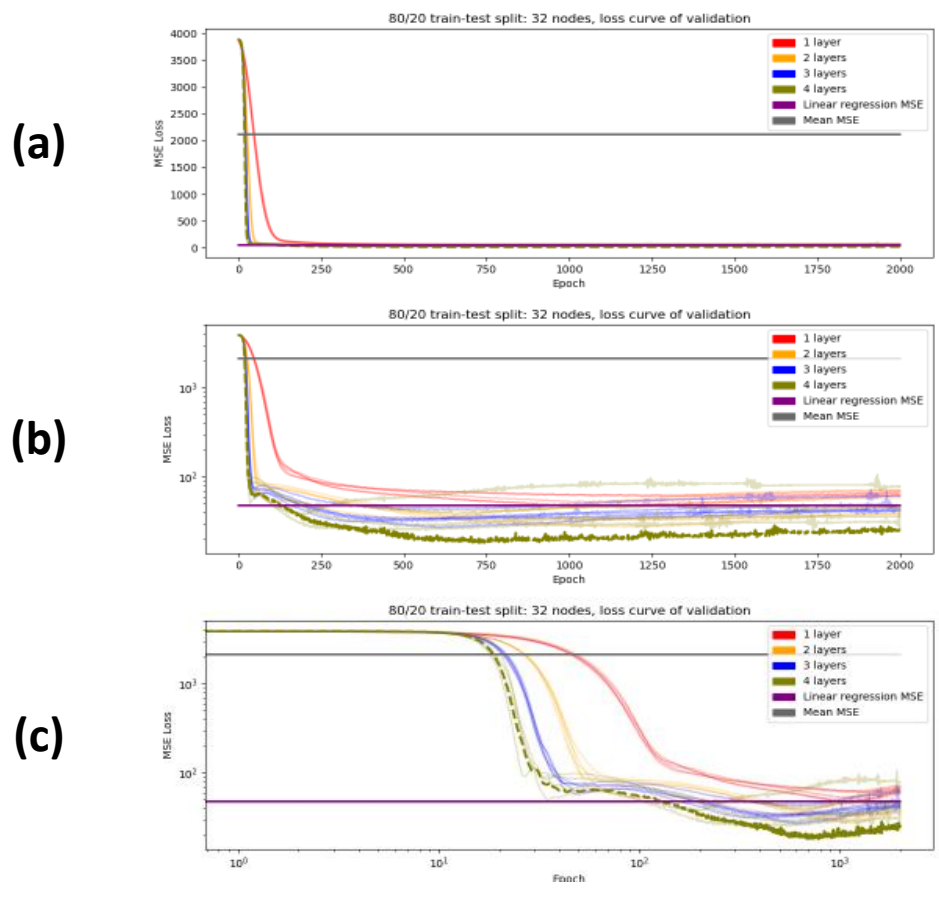 (a)
80/20 train-test split: 32 nodes, loss curve of validation
MSE Loss
4000
3500
3000
2500
2000
1500
1000
500
0
1 layer
2 layers
3 layers
4 layers
Linear regression MSE
Mean MSE
0 250 500 750 1000 1250 1500 1750 2000
Epoch
(b)
80/20 train-test split: 32 nodes, loss curve of validation
MSE Loss
10³
10²
1 layer
2 layers
3 layers
4 layers
Linear regression MSE
Mean MSE
0 250 500 750 1000 1250 1500 1750 2000
Epoch
(c)
80/20 train-test split: 32 nodes, loss curve of validation
MSE Loss
10³
10²
1 layer
2 layers
3 layers
4 layers
Linear regression MSE
Mean MSE
10⁰ 10¹ 10² 10³
Epoch